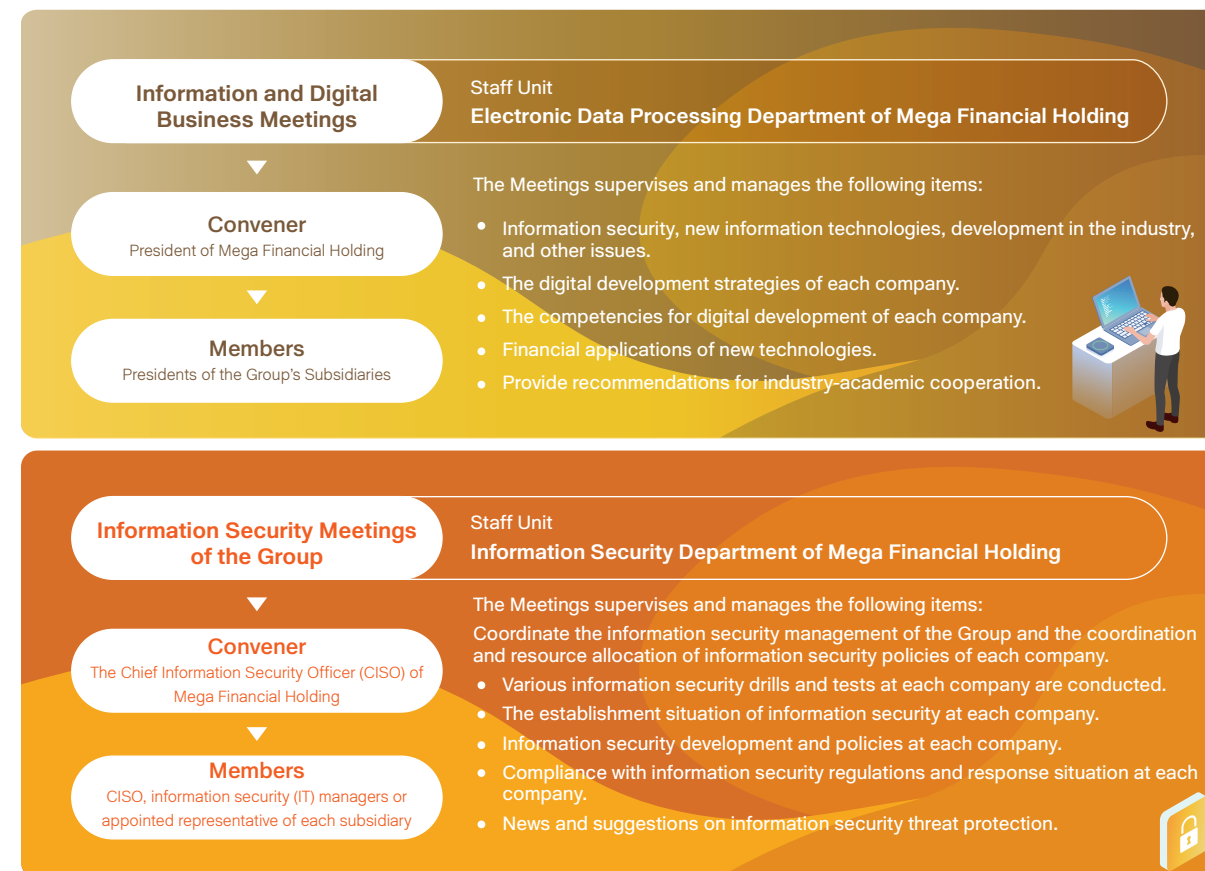 Information and Digital
Business Meetings
Staff Unit
Electronic Data Processing Department of Mega Financial Holding
Convener
President of Mega Financial Holding
Members
Presidents of the Group's Subsidiaries
The Meetings supervises and manages the following items:
• Information security, new information technologies, development in the industry,
and other issues.
• The digital development strategies of each company.
• The competencies for digital development of each company.
• Financial applications of new technologies.
• Provide recommendations for industry-academic cooperation.
Information Security Meetings
of the Group
Staff Unit
Information Security Department of Mega Financial Holding
Convener
The Chief Information Security Officer (CISO) of
Mega Financial Holding
Members
CISO, information security (IT) managers or
appointed representative of each subsidiary
The Meetings supervises and manages the following items:
Coordinate the information security management of the Group and the coordination
and resource allocation of information security policies of each company.
• Various information security drills and tests at each company are conducted.
• The establishment situation of information security at each company.
• Information security development and policies at each company.
• Compliance with information security regulations and response situation at each
company.
• News and suggestions on information security threat protection.